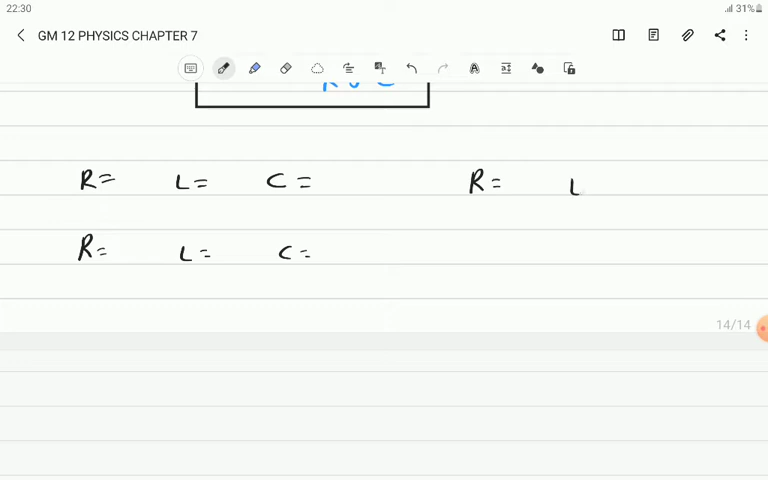 22:30
31%
GM 12 PHYSICS CHAPTER 7
R= L= C= R= L
R= L= C=
14/14